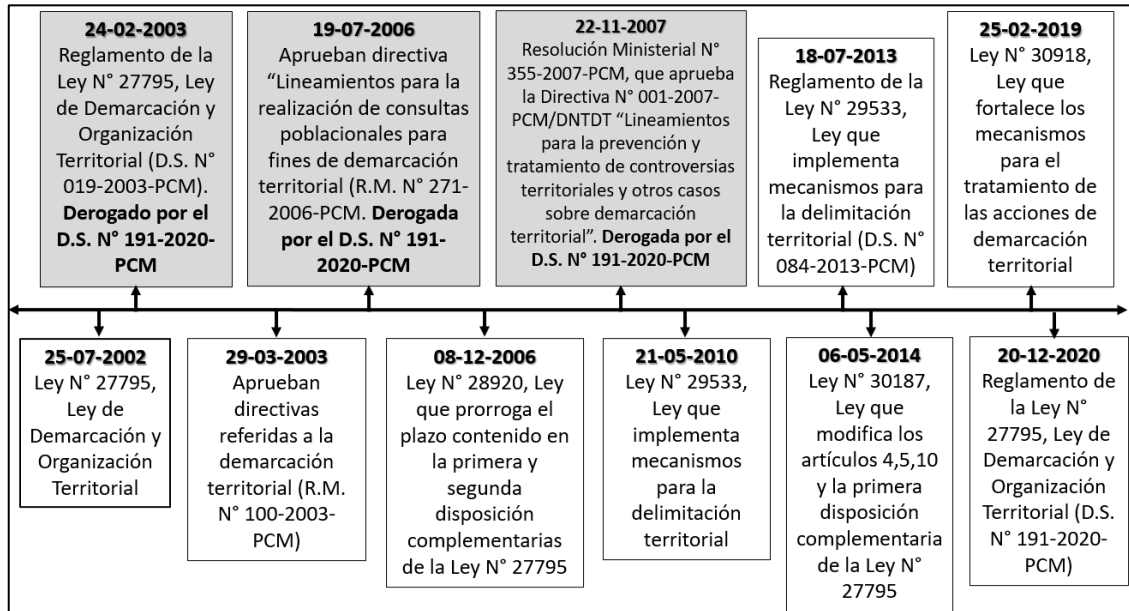 24-02-2003
Reglamento de la
Ley N° 27795, Ley
de Demarcación y
Organización
Territorial (D.S. N°
019-2003-PCM).
Derogado por el
D.S. N° 191-2020-
PCM
19-07-2006
Aprueban directiva
“Lineamientos para la
realización de consultas
poblacionales para
fines de demarcación
territorial (R.M. N° 271-
2006-PCM. Derogada
por el D.S. N° 191-
2020-PCM
22-11-2007
Resolución Ministerial N°
355-2007-PCM, que aprueba
la Directiva N° 001-2007-
PCM/DNTDT “Lineamientos
para la prevención y
tratamiento de controversias
territoriales y otros casos
sobre demarcación
territorial”. Derogada por el
D.S. N° 191-2020-PCM
18-07-2013
Reglamento de la
Ley N° 29533,
Ley que
implementa
mecanismos para
la delimitación
territorial (D.S. N°
084-2013-PCM)
25-02-2019
Ley N° 30918,
Ley que
fortalece los
mecanismos
para el
tratamiento de
las acciones de
demarcación
territorial
25-07-2002
Ley N° 27795,
Ley de
Demarcación y
Organización
Territorial
29-03-2003
Aprueban
directivas
referidas a la
demarcación
territorial (R.M.
N° 100-2003-
PCM)
08-12-2006
Ley N° 28920, Ley
que prorroga el
plazo contenido en
la primera y
segunda
disposición
complementarias
de la Ley N° 27795
21-05-2010
Ley N° 29533,
Ley que
implementa
mecanismos
para la
delimitación
territorial
06-05-2014
Ley N° 30187,
Ley que
modifica los
artículos 4,5,10
y la primera
disposición
complementaria
de la Ley N°
27795
20-12-2020
Reglamento de
la Ley N°
27795, Ley de
Demarcación y
Organización
Territorial (D.S.
N° 191-2020-
PCM)